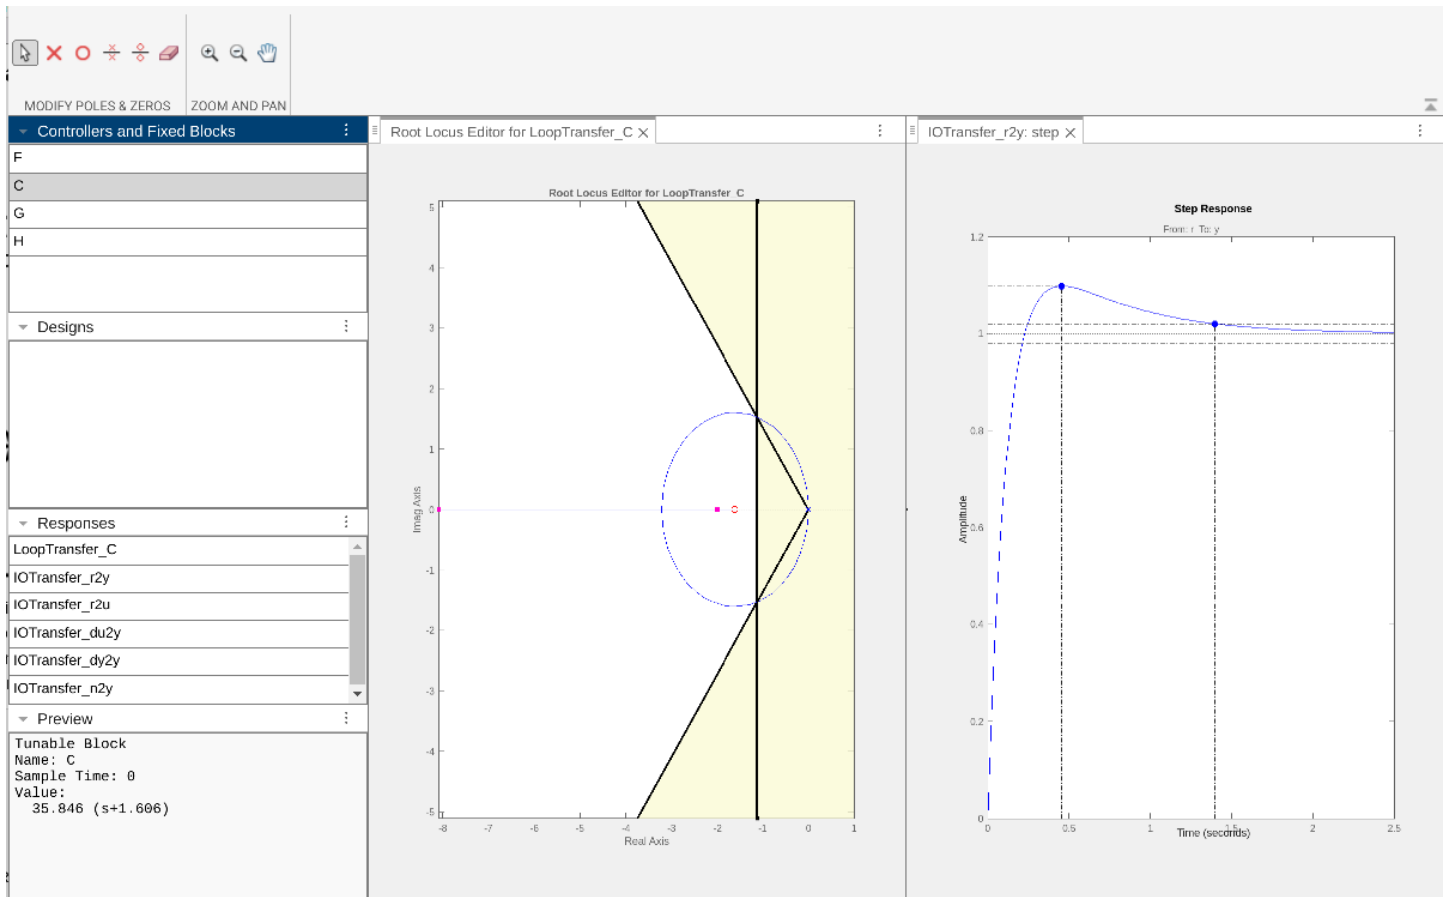 MODIFY POLES & ZEROS
ZOOM AND PAN
Controllers and Fixed Blocks
F
C
G
H
Designs
Responses
LoopTransfer_C
IOTransfer_r2y
IOTransfer_r2u
IOTransfer_du2y
IOTransfer_dy2y
IOTransfer_n2y
Preview
Tunable Block
Name: C
Sample Time: 0
Value:
35.846 (s+1.606)
Root Locus Editor for LoopTransfer_C
Root Locus Editor for LoopTransfer_C
5
4
3
2
1
0
-1
-2
-3
-4
-5
Imag Axis
-8 -7 -6 -5 -4 -3 -2 -1 0 1
Real Axis
IOTransfer_r2y: step
Step Response
From: r To: y
1.2
1
0.8
0.6
0.4
0.2
0
Amplitude
0 0.5 1 1.5 2 2.5
Time (seconds)